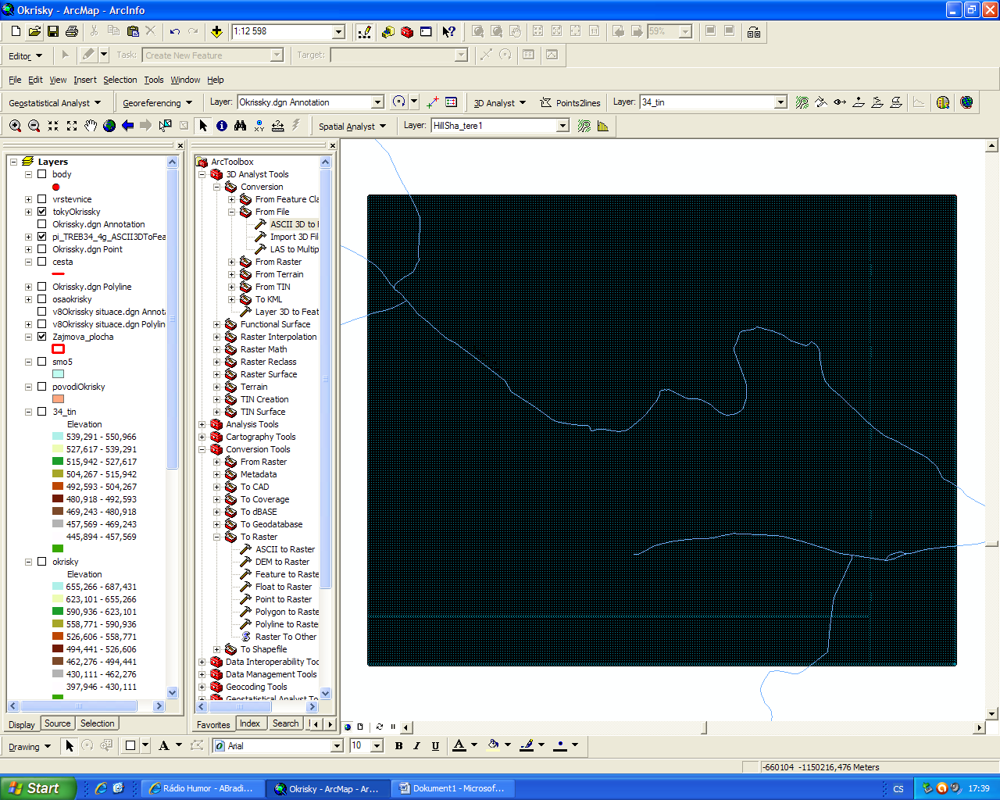 Okrisky - ArcMap - ArcInfo
1:12 598
59%
Editor
Task:
Create New Feature
Target:
File Edit View Insert Selection Tools Window Help
Geostatistical Analyst
Georeferencing
Layer:
Okrissky.dgn Annotation
3D Analyst
Points2lines
Layer:
34_tin
Spatial Analyst
Layer:
HillSha_tere1
Layers
body
vrstevnice
tokyOkrissky
Okrissky.dgn Annotation
pi_TREB34_4g_ASCII3DToFea
Okrissky.dgn Point
cesta
Okrissky.dgn Polyline
osaokrisky
v8Okrissky situace.dgn Annota
v8Okrissky situace.dgn Polylin
Zajmova_plocha
smo5
povodiOkrisky
34_tin
Elevation
539,291 - 550,966
527,617 - 539,291
515,942 - 527,617
504,267 - 515,942
492,593 - 504,267
480,918 - 492,593
469,243 - 480,918
457,569 - 469,243
445,894 - 457,569
okrisky
Elevation
655,266 - 687,431
623,101 - 655,266
590,936 - 623,101
558,771 - 590,936
526,606 - 558,771
494,441 - 526,606
462,276 - 494,441
430,111 - 462,276
397,946 - 430,111
Display Source Selection
ArcToolbox
3D Analyst Tools
Conversion
From Feature Cla
From File
ASCII 3D to
Import 3D Fil
LAS to Multip
From Raster
From Terrain
From TIN
To KML
Layer 3D to Feat
Functional Surface
Raster Interpolation
Raster Math
Raster Reclass
Raster Surface
Terrain
TIN Creation
TIN Surface
Analysis Tools
Cartography Tools
Conversion Tools
From Raster
Metadata
To CAD
To Coverage
To dBASE
To Geodatabase
To Raster
ASCII to Raster
DEM to Raster
Feature to Raste
Float to Raster
Point to Raster
Polygon to Raste
Polyline to Raste
Raster To Other
To Shapefile
Data Interoperability Too
Data Management Tools
Geocoding Tools
Geostatistical Analyst To
Favorites Index Search
Drawing
A
Arial
10
B I U
A
-660104 -1150216,476 Meters
Start
Rádio Humor - ABradi...
Okrisky - ArcMap - Ar...
Dokument1 - Microsof...
CS
17:39